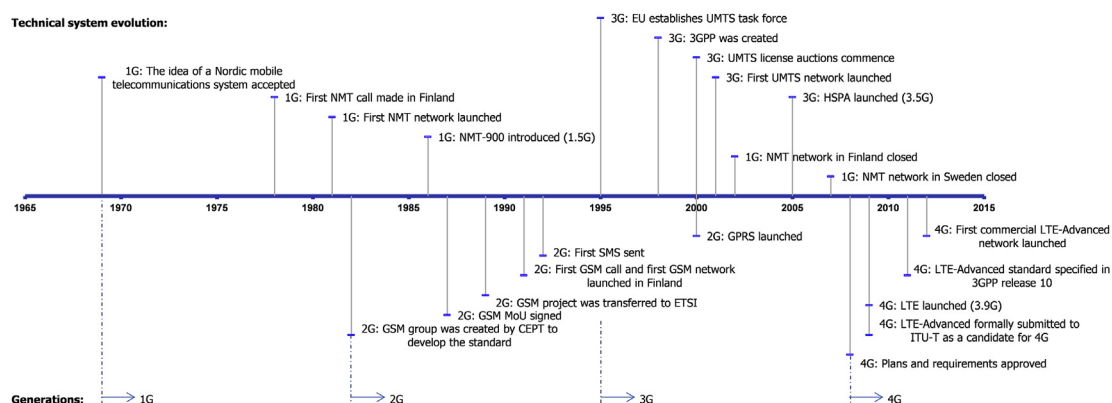 Technical system evolution:
3G: EU establishes UMTS task force
3G: 3GPP was created
3G: UMTS license auctions commence
1G: The idea of a Nordic mobile
telecommunications system accepted
3G: First UMTS network launched
1G: First NMT call made in Finland
3G: HSPA launched (3.5G)
1G: First NMT network launched
1G: NMT-900 introduced (1.5G)
1G: NMT network in Finland closed
1G: NMT network in Sweden closed
1965 1970 1975 1980 1985 1990 1995 2000 2005 2010 2015
2G: GPRS launched
4G: First commercial LTE-Advanced
network launched
2G: First SMS sent
2G: First GSM call and first GSM network
launched in Finland
4G: LTE-Advanced standard specified in
3GPP release 10
2G: GSM project was transferred to ETSI
4G: LTE launched (3.9G)
2G: GSM MoU signed
2G: GSM group was created by CEPT to
develop the standard
4G: LTE-Advanced formally submitted to
ITU-T as a candidate for 4G
4G: Plans and requirements approved
Generations: 1G 2G 3G 4G